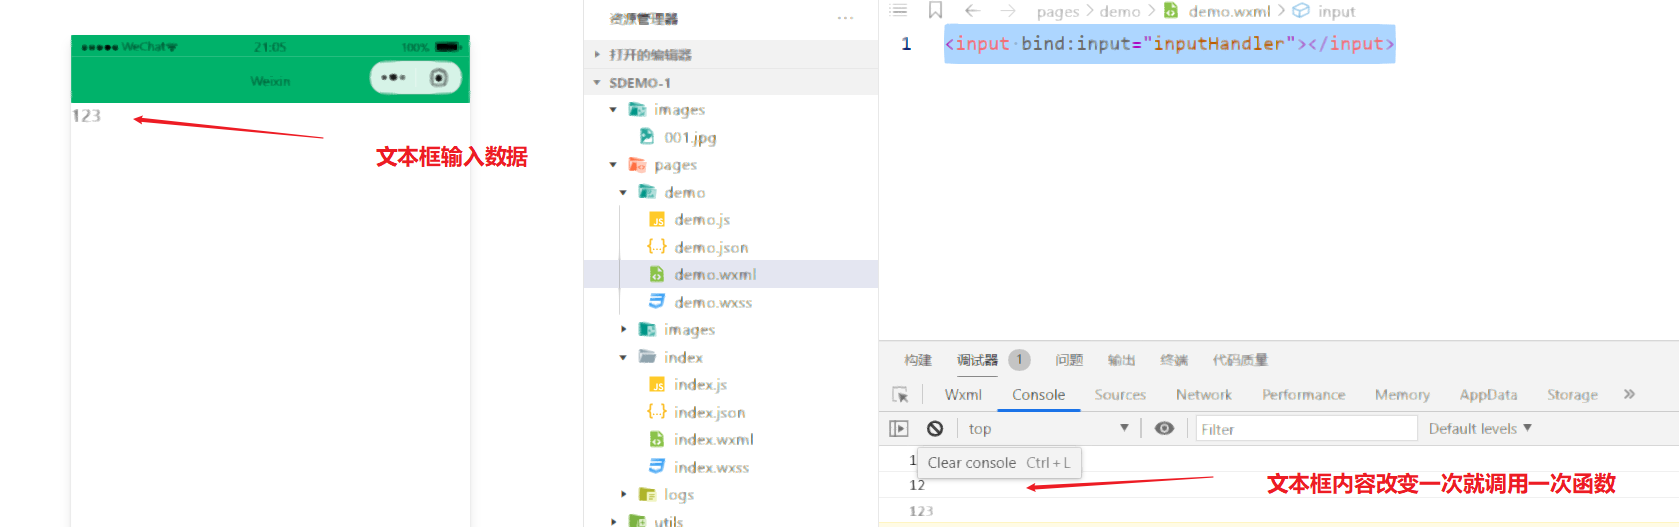 WeChat
21:05
100%
Weixin
123
文本框输入数据
资源管理器
打开的编辑器
SDEMO-1
images
001.jpg
pages
demo
demo.js
demo.json
demo.wxml
demo.wxss
images
index
index.js
index.json
index.wxml
index.wxss
logs
utils
pages > demo > demo.wxml > input
1 <input bind:input="inputHandler"></input>
构建 调试器 1 问题 输出 终端 代码质量
Wxml Console Sources Network Performance Memory AppData Storage
top Filter Default levels
1
Clear console Ctrl + L
12
文本框内容改变一次就调用一次函数
123